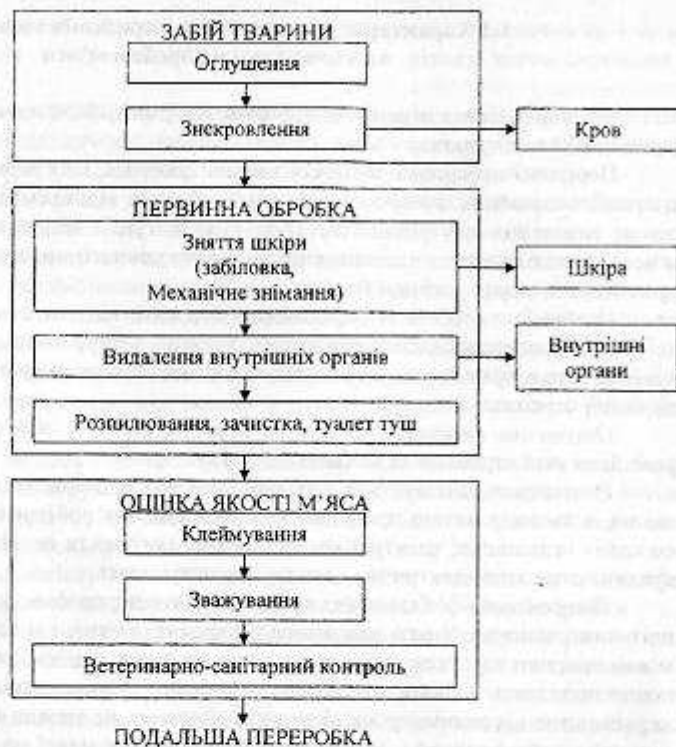 ЗАБІЙ ТВАРИНИ
Оглушення
Знекровлення
Кров
ПЕРВИННА ОБРОБКА
Зняття шкіри
(забіловка,
Механічне знімання)
Шкіра
Видалення внутрішніх органів
Внутрішні
органи
Розпилювання, зачистка, туалет туш
ОЦІНКА ЯКОСТІ М’ЯСА
Клеймування
Зважування
Ветеринарно-санітарний контроль
ПОДАЛЬША ПЕРЕРОБКА